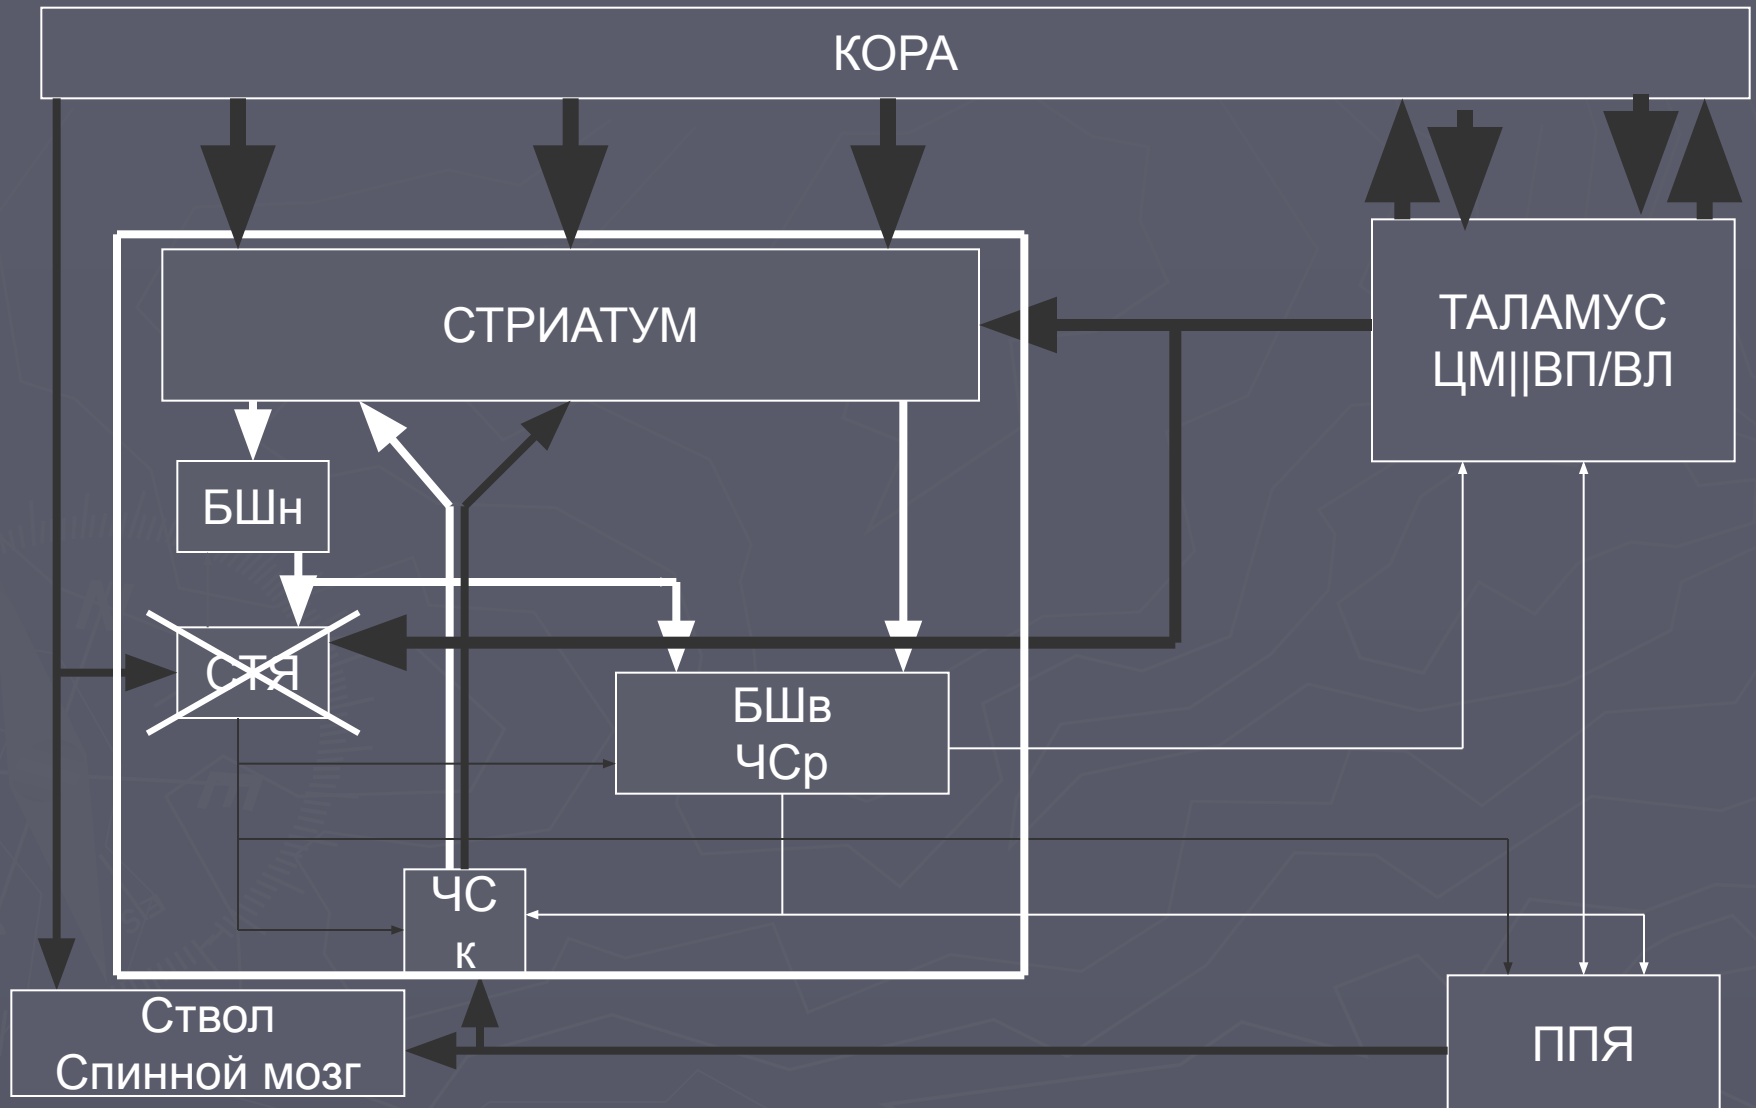 КОРА
СТРИАТУМ
ТАЛАМУС
ЦМ||ВП/ВЛ
БШн
СТЯ
БШв
ЧСр
ЧС
к
Ствол
Спинной мозг
ППЯ